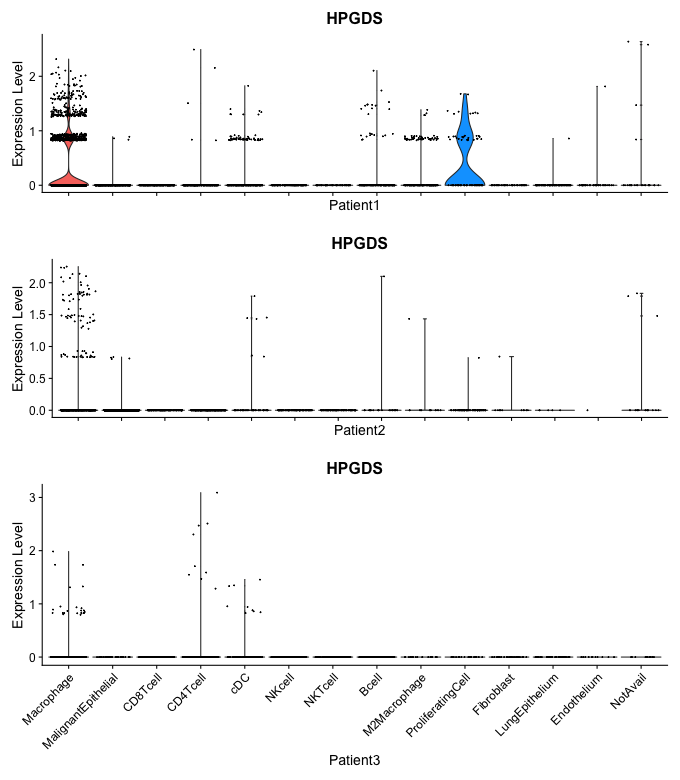 HPGDS
Expression Level
2
1
0
Patient1
HPGDS
Expression Level
2.0
1.5
1.0
0.5
0.0
Patient2
HPGDS
Expression Level
3
2
1
0
Macrophage
MalignantEpithelial
CD8Tcell
CD4Tcell
cDC
NKcell
NKTcell
Bcell
M2Macrophage
ProliferatingCell
Fibroblast
LungEpithelium
Endothelium
NotAvail
Patient3